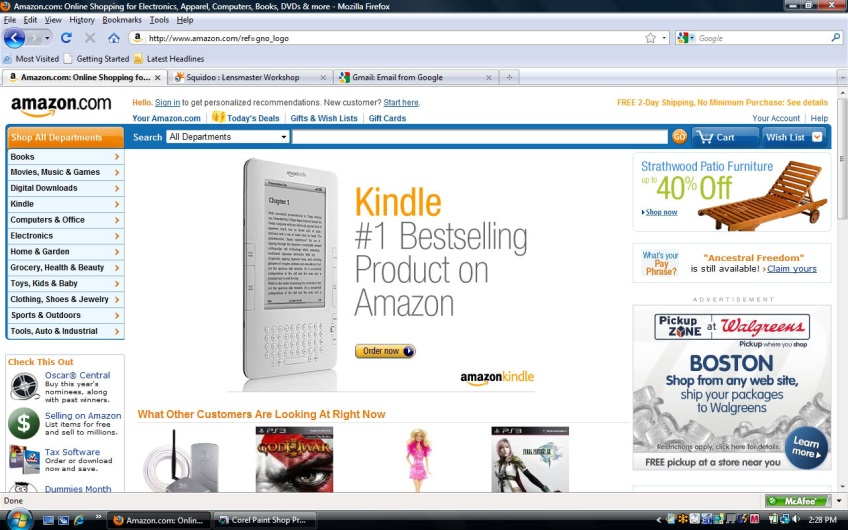 Amazon.com: Online Shopping for Electronics, Apparel, Computers, Books, DVDs & more - Mozilla Firefox
File Edit View History Bookmarks Tools Help
http://www.amazon.com/ref=gno_logo
Google
Most Visited Getting Started Latest Headlines
Amazon.com: Online Shopping fo...
Squidoo : Lensmaster Workshop
Gmail: Email from Google
amazon.com
Hello. Sign in to get personalized recommendations. New customer? Start here.
FREE 2-Day Shipping, No Minimum Purchase: See details
Your Amazon.com Today's Deals Gifts & Wish Lists Gift Cards
Your Account Help
Shop All Departments
Search All Departments GO Cart Wish List
Books
Movies, Music & Games
Digital Downloads
Kindle
Computers & Office
Electronics
Home & Garden
Grocery, Health & Beauty
Toys, Kids & Baby
Clothing, Shoes & Jewelry
Sports & Outdoors
Tools, Auto & Industrial
Check This Out
Oscar® Central
Buy this year's
nominees, along
with past winners.
Selling on Amazon
List items for free
and sell to millions.
Tax Software
Order or download
now and save.
Dummies Month
amazonkindle
Chapter 1
Kindle
#1 Bestselling
Product on
Amazon
Order now
amazonkindle
What Other Customers Are Looking At Right Now
PS3
GOD OF WAR
PS3
FINAL FANTASY XIII
Strathwood Patio Furniture
up to
40% Off
Shop now
What's your
Pay
Phrase?
"Ancestral Freedom"
is still available! Claim yours
ADVERTISEMENT
Pickup
ZONE at Walgreens
Pickup where you shop
BOSTON
Shop from any web site,
ship your packages
to Walgreens
Restrictions apply, click here for details.
Learn
more
FREE pickup at a store near you
Done
McAfee
Amazon.com: Onlin...
Corel Paint Shop Pr...
2:28 PM